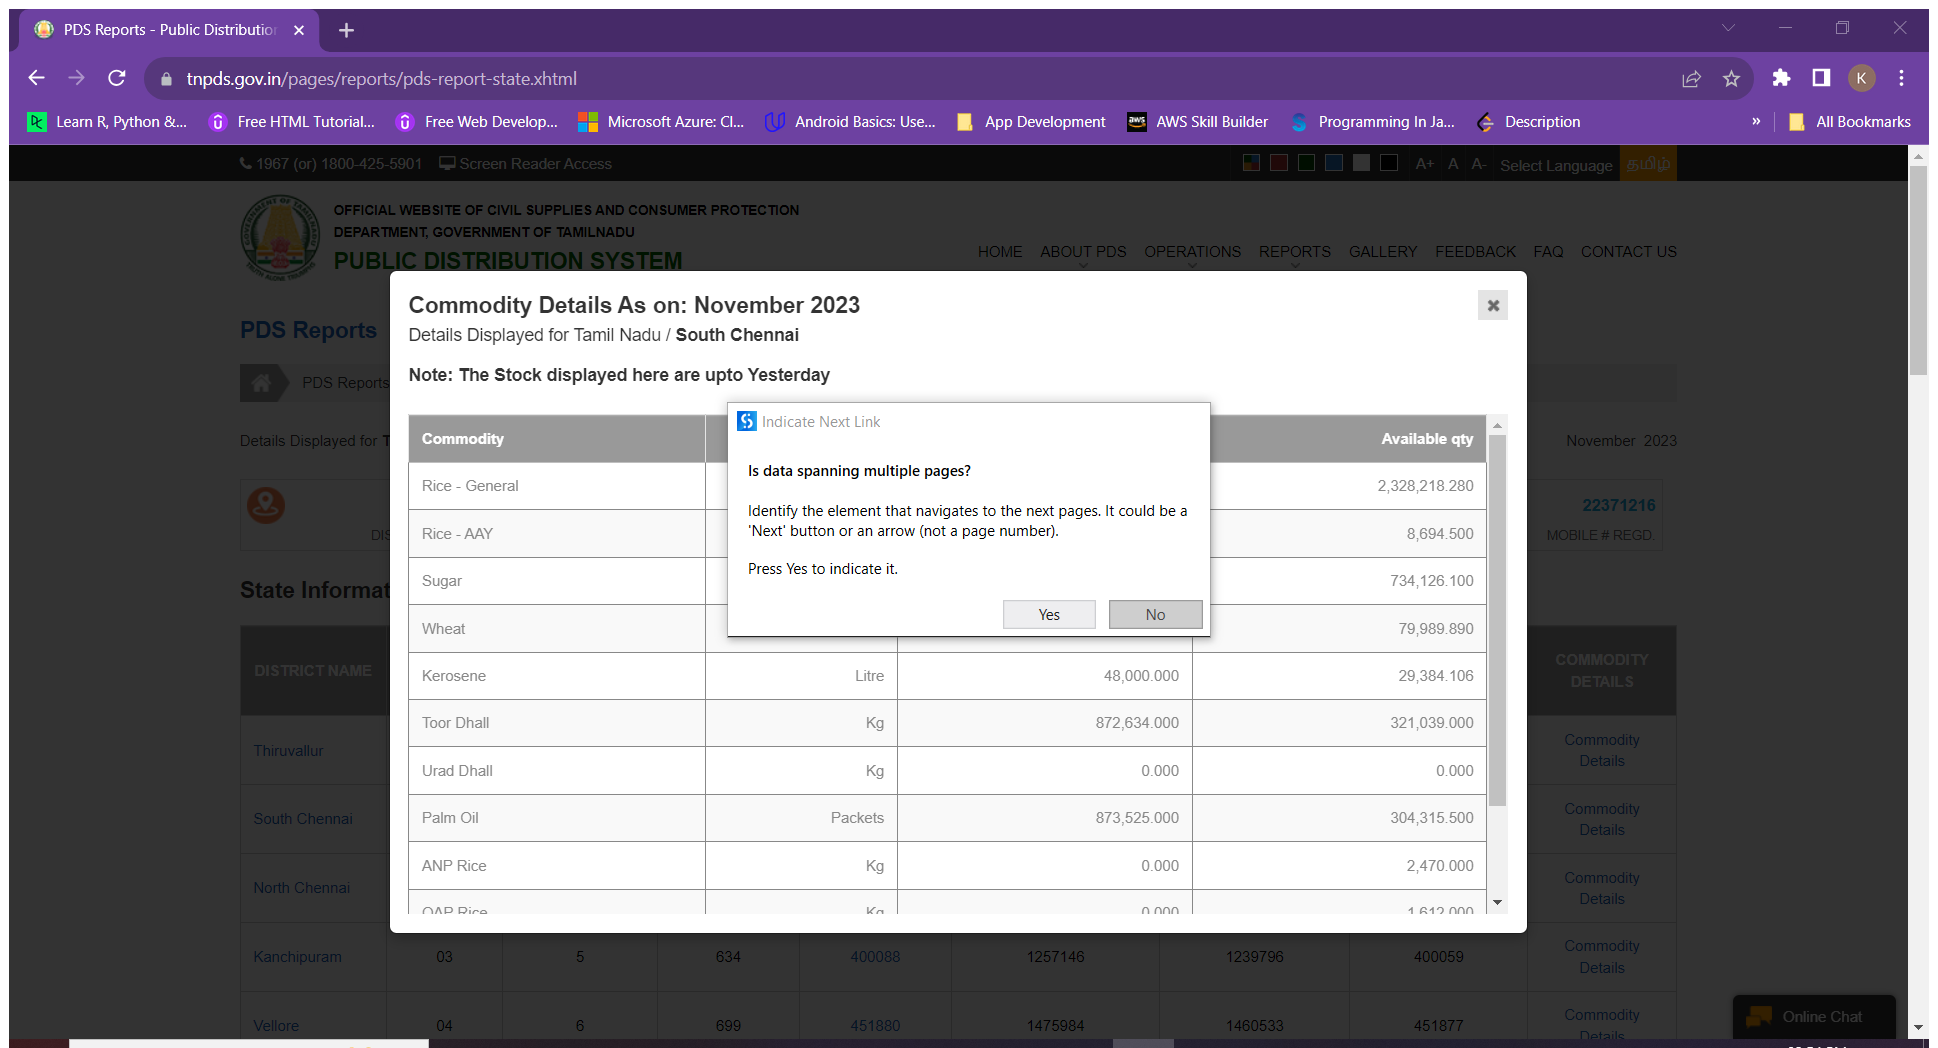 PDS Reports - Public Distribution
tnpds.gov.in/pages/reports/pds-report-state.xhtml
K
Learn R, Python &...
Free HTML Tutorial...
Free Web Develop...
Microsoft Azure: Cl...
Android Basics: Use...
App Development
AWS Skill Builder
Programming In Ja...
Description
»
All Bookmarks
1967 (or) 1800-425-5901
Screen Reader Access
A+ A A-
Select Language
தமிழ்
OFFICIAL WEBSITE OF CIVIL SUPPLIES AND CONSUMER PROTECTION
DEPARTMENT, GOVERNMENT OF TAMILNADU
PUBLIC DISTRIBUTION SYSTEM
HOME ABOUT PDS OPERATIONS REPORTS GALLERY FEEDBACK FAQ CONTACT US
PDS Reports
PDS Reports
Details Displayed for T
November 2023
DIS
22371216
MOBILE # REGD.
State Informat
Commodity Details As on: November 2023
Details Displayed for Tamil Nadu / South Chennai
Note: The Stock displayed here are upto Yesterday
Commodity Available qty
Rice - General 2,328,218.280
Rice - AAY 8,694.500
Sugar 734,126.100
Wheat 79,989.890
Kerosene Litre 48,000.000 29,384.106
Toor Dhall Kg 872,634.000 321,039.000
Urad Dhall Kg 0.000 0.000
Palm Oil Packets 873,525.000 304,315.500
ANP Rice Kg 0.000 2,470.000
OAP Rice Kg 0.000 1,612.000
Indicate Next Link
Is data spanning multiple pages?
Identify the element that navigates to the next pages. It could be a
'Next' button or an arrow (not a page number).
Press Yes to indicate it.
Yes No
DISTRICT NAME
COMMODITY
DETAILS
Thiruvallur
Commodity
Details
South Chennai
Commodity
Details
North Chennai
Commodity
Details
Kanchipuram 03 5 634 400088 1257146 1239796 400059
Commodity
Details
Vellore 04 6 699 451880 1475984 1460533 451877
Commodity
Details
Online Chat